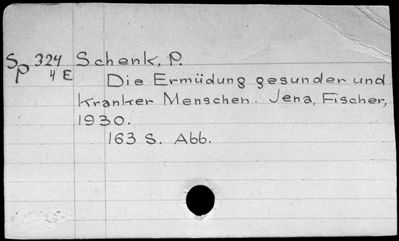 Sp 324 Schenk, P.
4 E
Die Ermüdung gesunder und
kranker Menschen. Jena, Fischer,
1930.
163 S. Abb.